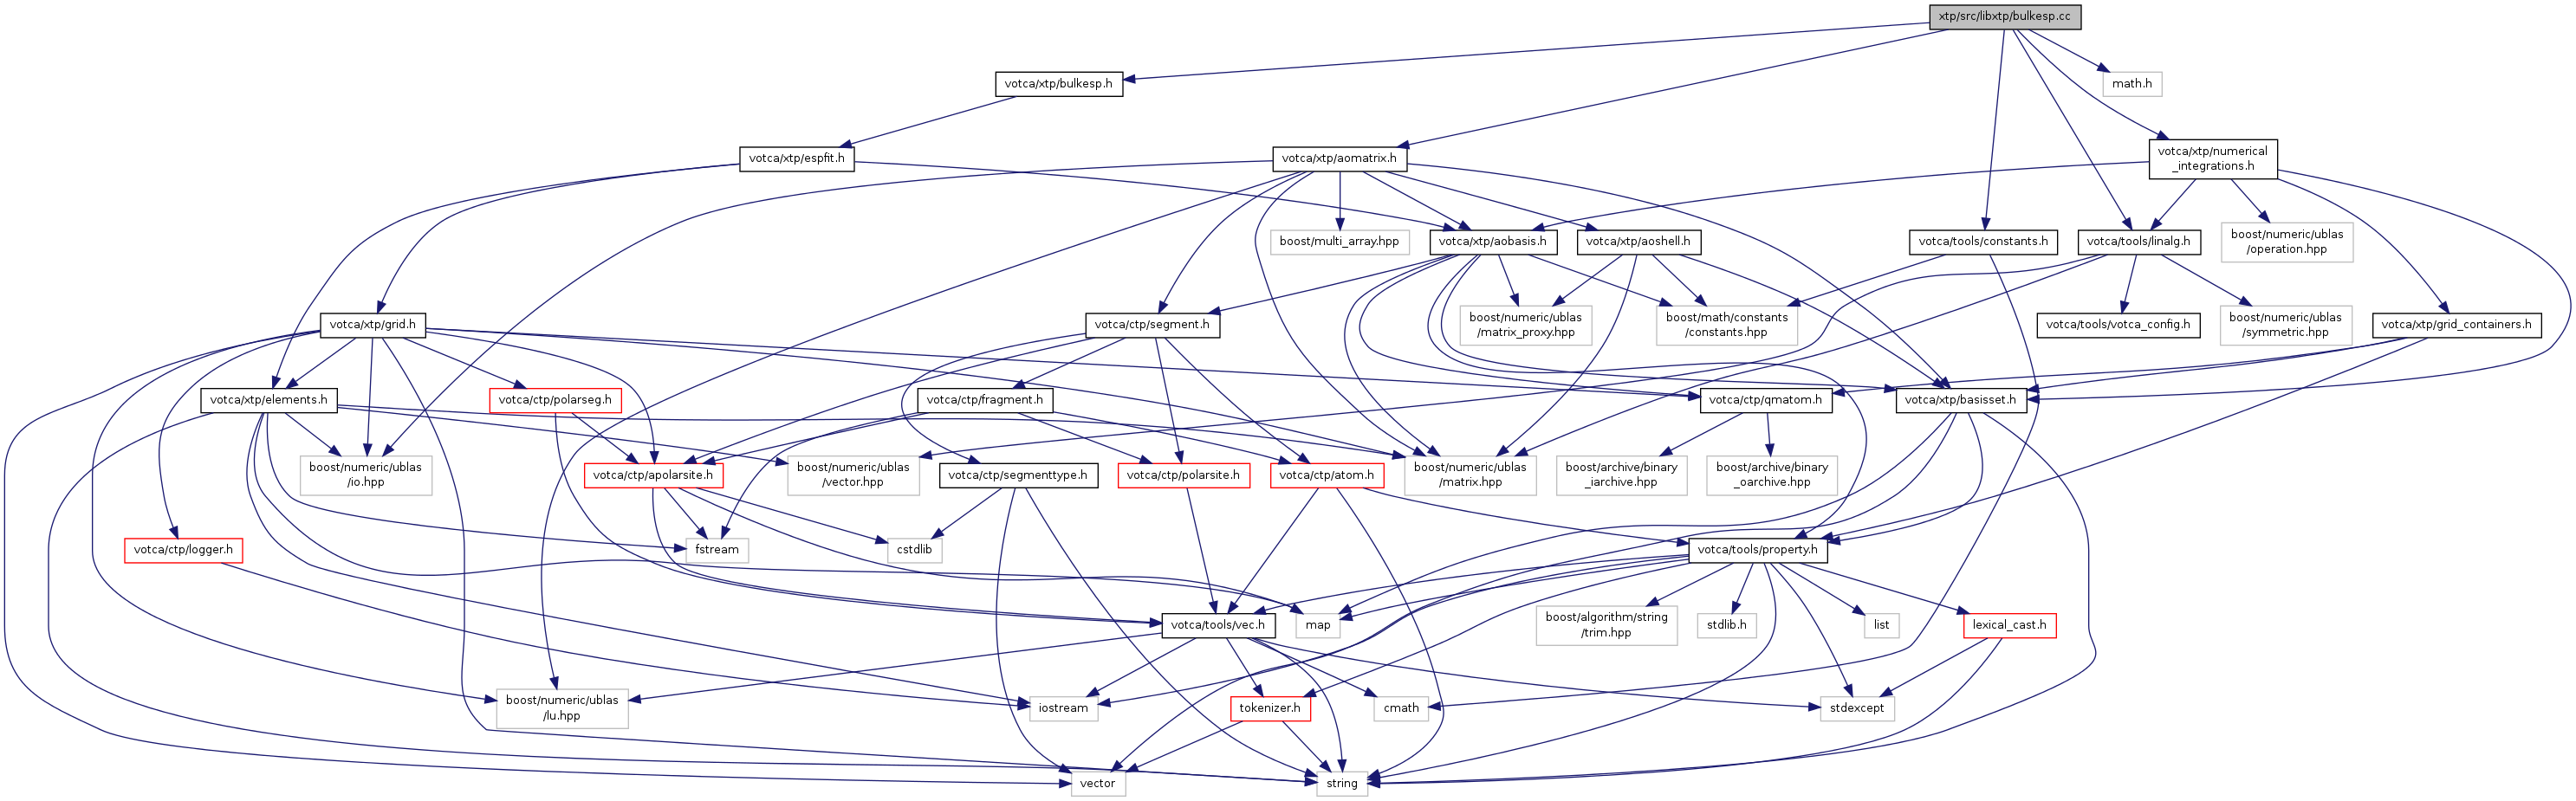 xtp/src/libxtp/bulkesp.cc
votca/xtp/bulkesp.h
math.h
votca/xtp/espfit.h
votca/xtp/aomatrix.h
votca/xtp/numerical
_integrations.h
boost/multi_array.hpp
votca/xtp/aobasis.h
votca/xtp/aoshell.h
votca/tools/constants.h
votca/tools/linalg.h
boost/numeric/ublas
/operation.hpp
votca/xtp/grid.h
votca/ctp/segment.h
boost/numeric/ublas
/matrix_proxy.hpp
boost/math/constants
/constants.hpp
votca/tools/votca_config.h
boost/numeric/ublas
/symmetric.hpp
votca/xtp/grid_containers.h
votca/xtp/elements.h
votca/ctp/polarseg.h
votca/ctp/fragment.h
votca/ctp/qmatom.h
votca/xtp/basisset.h
boost/numeric/ublas
/io.hpp
votca/ctp/apolarsite.h
boost/numeric/ublas
/vector.hpp
votca/ctp/segmenttype.h
votca/ctp/polarsite.h
votca/ctp/atom.h
boost/numeric/ublas
/matrix.hpp
boost/archive/binary
_iarchive.hpp
boost/archive/binary
_oarchive.hpp
votca/ctp/logger.h
fstream
cstdlib
votca/tools/property.h
votca/tools/vec.h
map
boost/algorithm/string
/trim.hpp
stdlib.h
list
lexical_cast.h
boost/numeric/ublas
/lu.hpp
iostream
tokenizer.h
cmath
stdexcept
vector
string